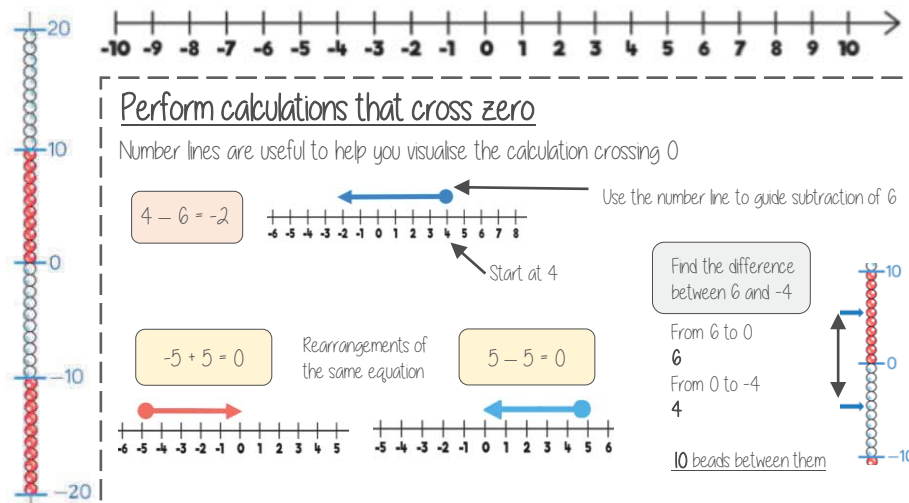 20
10
0
-10
-20
-10 -9 -8 -7 -6 -5 -4 -3 -2 -1 0 1 2 3 4 5 6 7 8 9 10
Perform calculations that cross zero
Number lines are useful to help you visualise the calculation crossing 0
4 – 6 = -2
-6 -5 -4 -3 -2 -1 0 1 2 3 4 5 6 7 8
Use the number line to guide subtraction of 6
Start at 4
-5 + 5 = 0
Rearrangements of
the same equation
5 – 5 = 0
-6 -5 -4 -3 -2 -1 0 1 2 3 4 5
-5 -4 -3 -2 -1 0 1 2 3 4 5 6
Find the difference
between 6 and -4
From 6 to 0
6
From 0 to -4
4
10 beads between them
10
0
-10